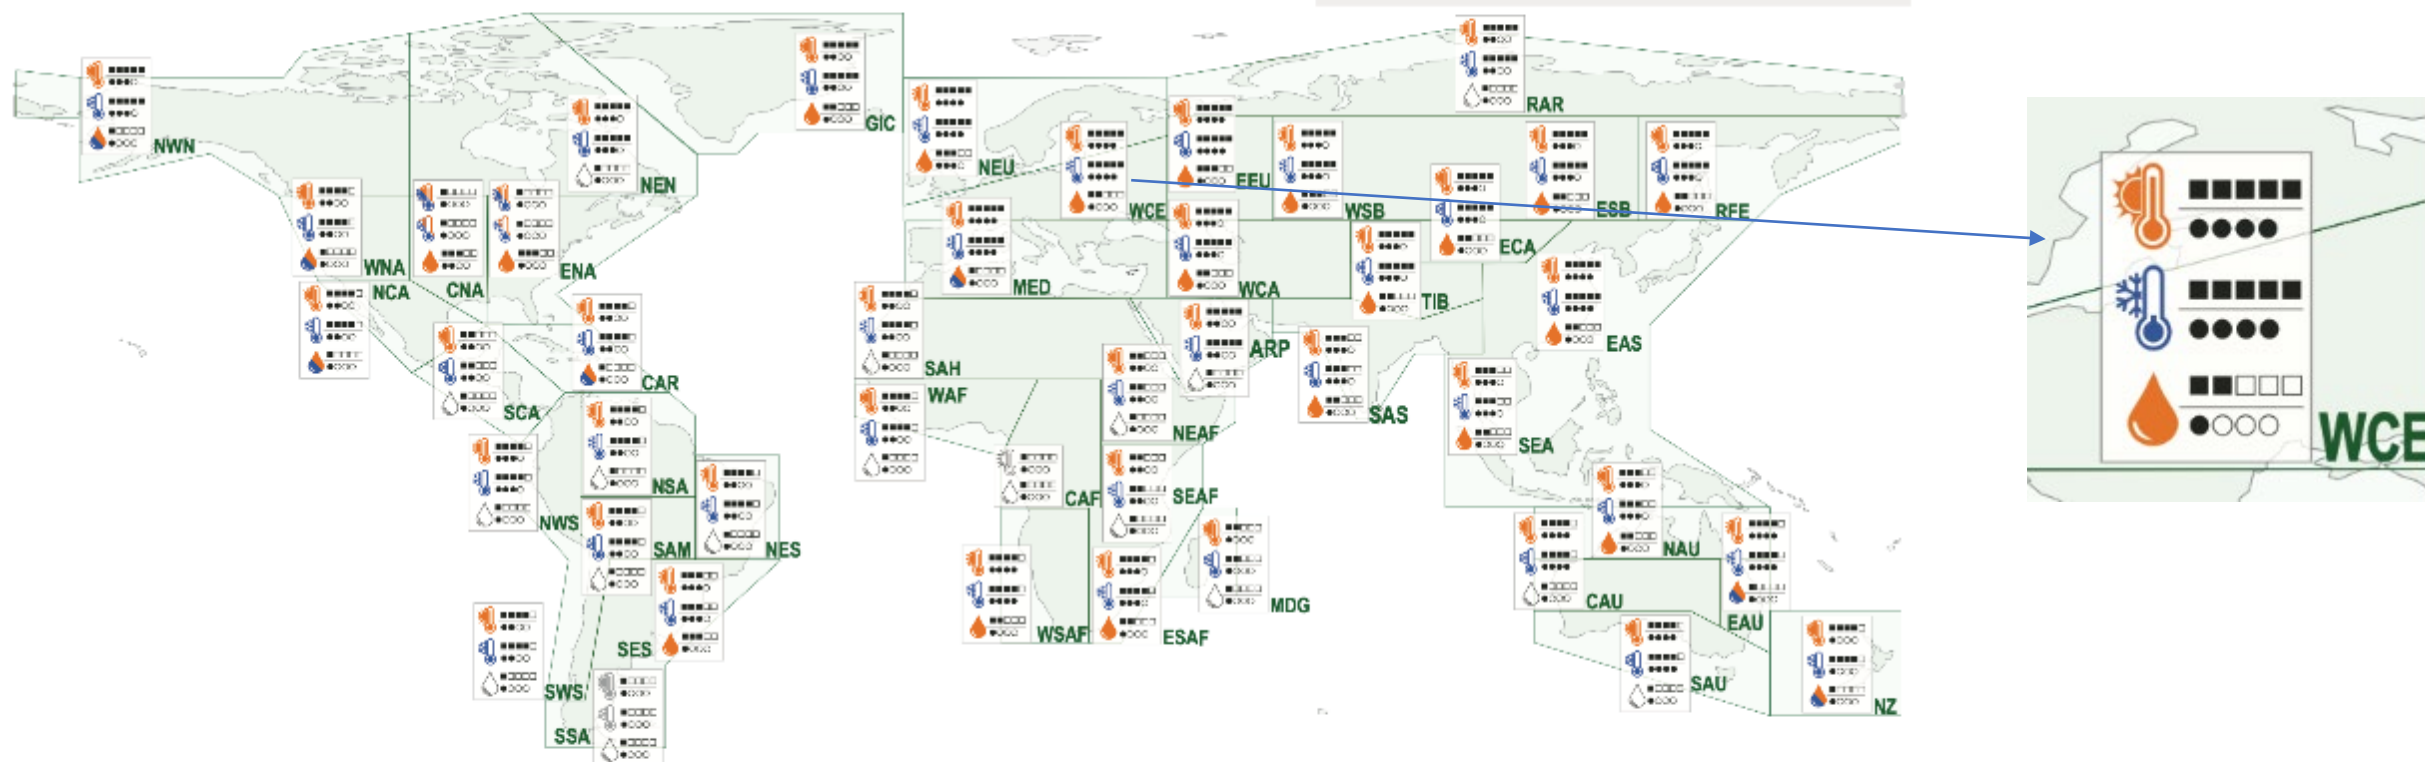 RAR
GIC
NWN
NEU
NEN
EEU
WCE
WSB
ESB
RFE
ECA
WNA
CNA
ENA
NCA
MED
WCA
TIB
EAS
ARP
SAH
CAR
WAF
SCA
SAS
NEAF
SEA
WCE
NSA
CAF
SEAF
NWS
SAM
NES
NAU
CAU
MDG
EAU
WSAF
ESAF
SES
SWS
SAU
NZ
SSA